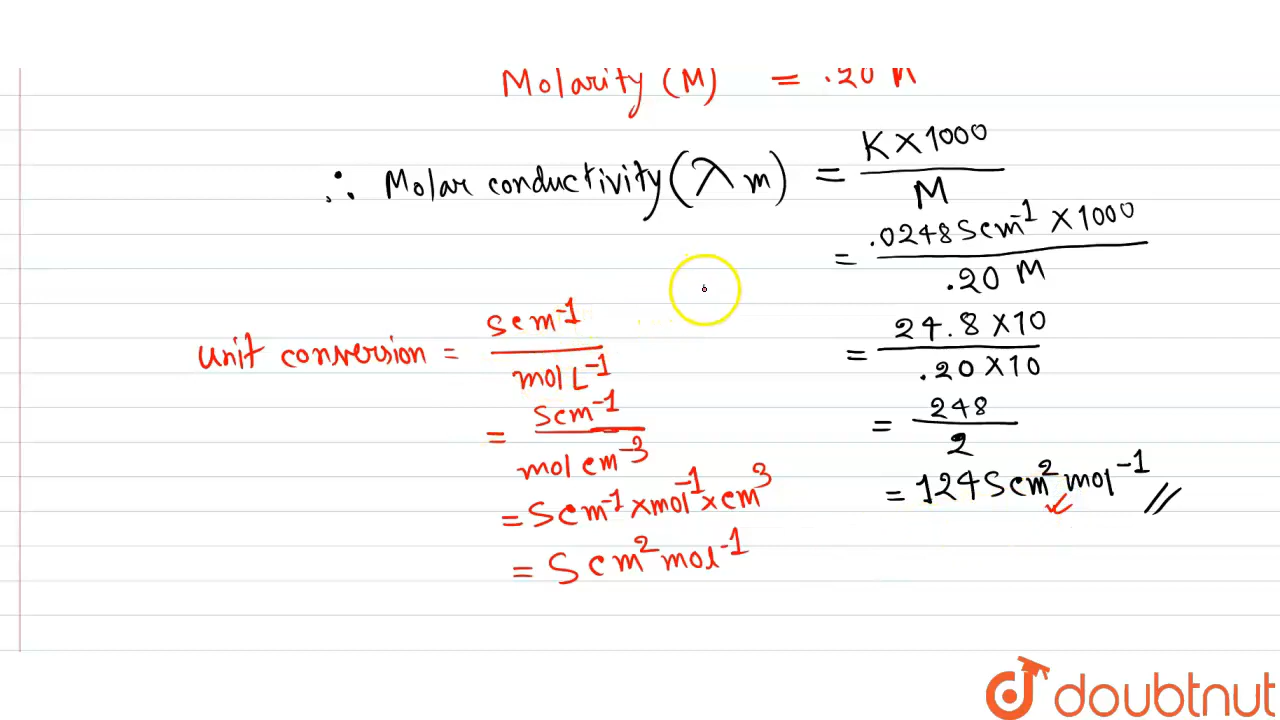 Molarity (M) = .20 M
∴ Molar conductivity (λm) = K×1000 / M
= .0248 S cm⁻¹ × 1000 / .20 M
= 24.8 × 10 / .20 × 10
= 248 / 2
= 124 S cm² mol⁻¹ //
unit conversion = S cm⁻¹ / mol L⁻¹
= S cm⁻¹ / mol cm⁻³
= S cm⁻¹ × mol⁻¹ × cm³
= S cm² mol⁻¹
doubtnut